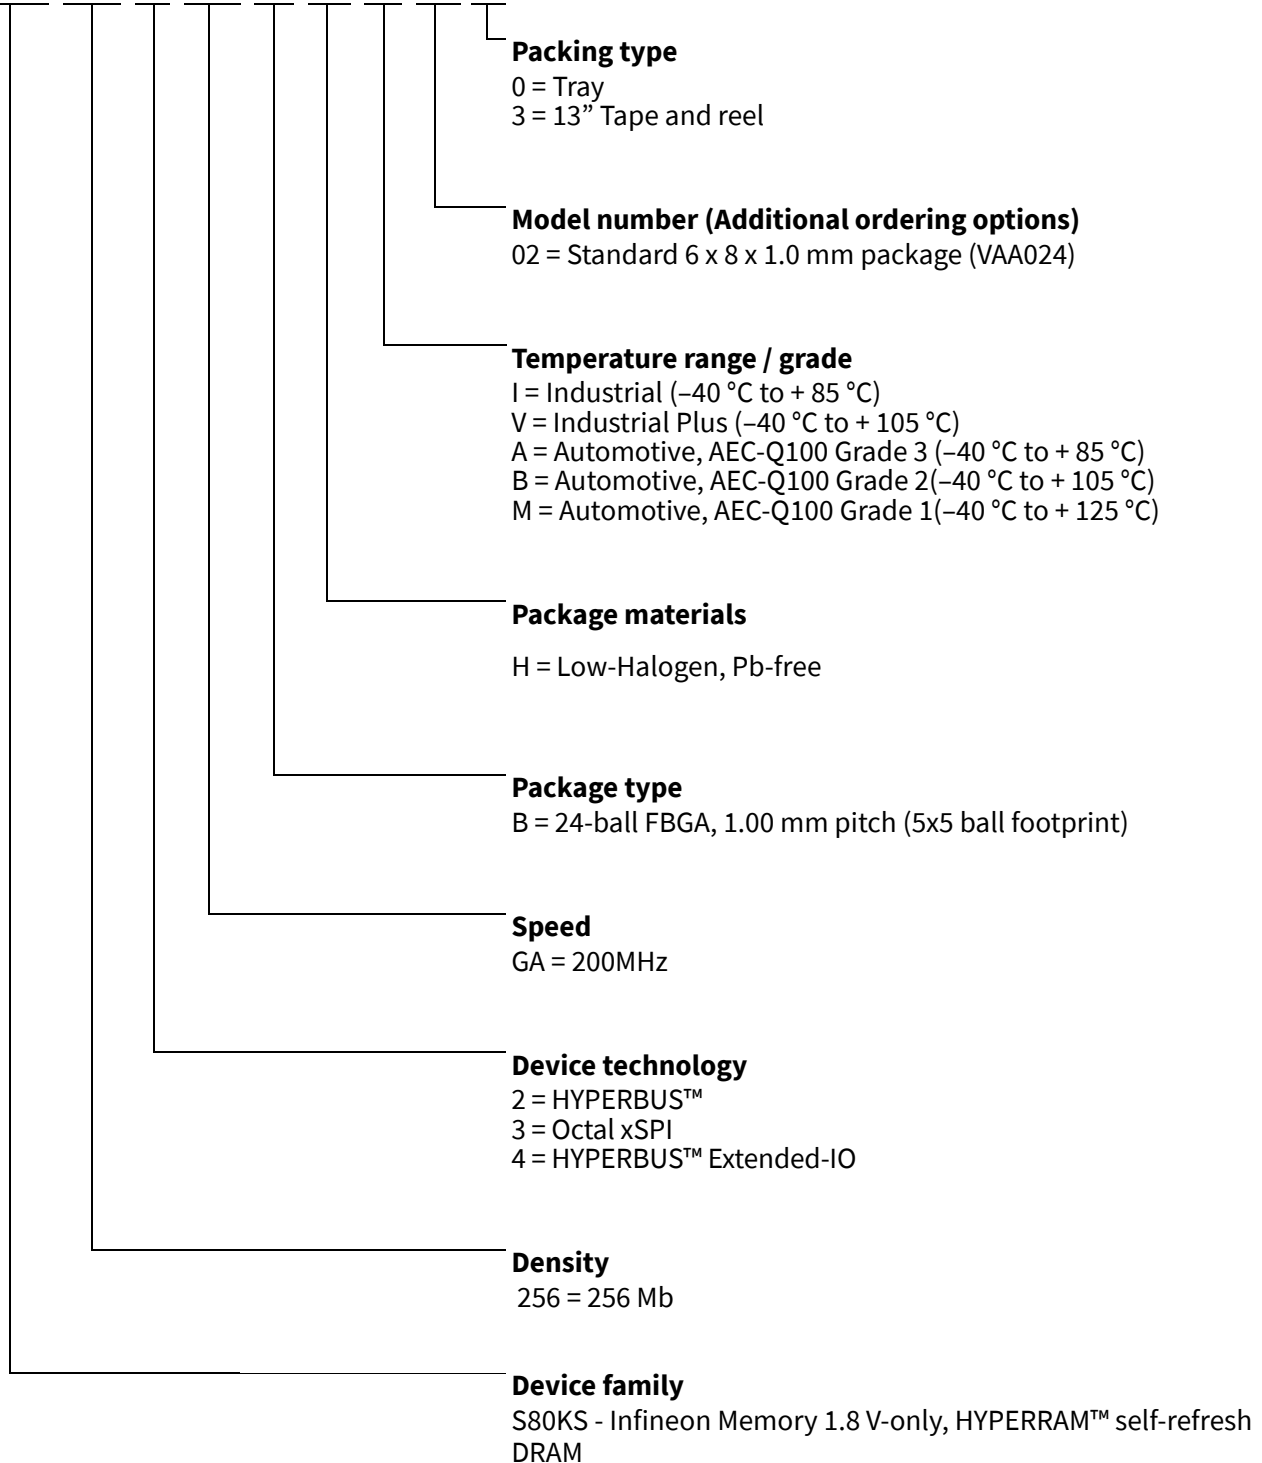 Packing type
0 = Tray
3 = 13” Tape and reel
Model number (Additional ordering options)
02 = Standard 6 x 8 x 1.0 mm package (VAA024)
Temperature range / grade
I = Industrial (–40 °C to + 85 °C)
V = Industrial Plus (–40 °C to + 105 °C)
A = Automotive, AEC-Q100 Grade 3 (–40 °C to + 85 °C)
B = Automotive, AEC-Q100 Grade 2(–40 °C to + 105 °C)
M = Automotive, AEC-Q100 Grade 1(–40 °C to + 125 °C)
Package materials
H = Low-Halogen, Pb-free
Package type
B = 24-ball FBGA, 1.00 mm pitch (5x5 ball footprint)
Speed
GA = 200MHz
Device technology
2 = HYPERBUS™
3 = Octal xSPI
4 = HYPERBUS™ Extended-IO
Density
256 = 256 Mb
Device family
S80KS - Infineon Memory 1.8 V-only, HYPERRAM™ self-refresh
DRAM